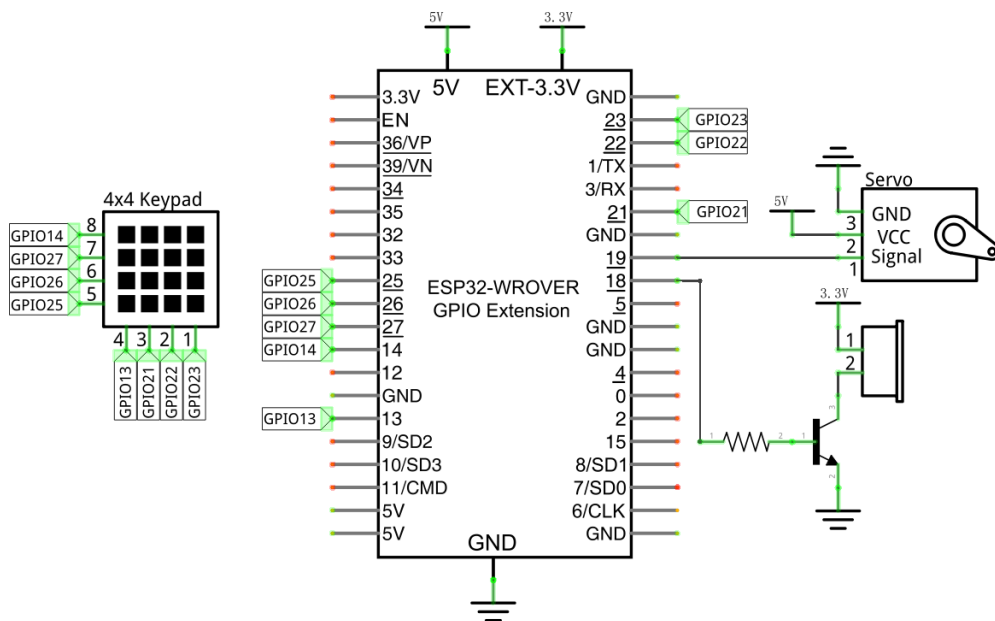 5V
3.3V
5V
EXT-3.3V
3.3V
EN
36/VP
39/VN
34
35
32
33
25
26
27
14
12
GND
13
9/SD2
10/SD3
11/CMD
5V
5V
GND
ESP32-WROVER
GPIO Extension
GND
23
22
1/TX
3/RX
21
GND
19
18
5
GND
GND
4
0
2
15
8/SD1
7/SD0
6/CLK
GND
GPIO25
GPIO26
GPIO27
GPIO14
GPIO13
GPIO23
GPIO22
GPIO21
4x4 Keypad
GPIO14
8
GPIO27
7
GPIO26
6
GPIO25
5
4
3
2
1
GPIO13
GPIO21
GPIO22
GPIO23
Servo
5V
GND
3
VCC
2
Signal
1
3.3V
1
2
1
2
1
3
2